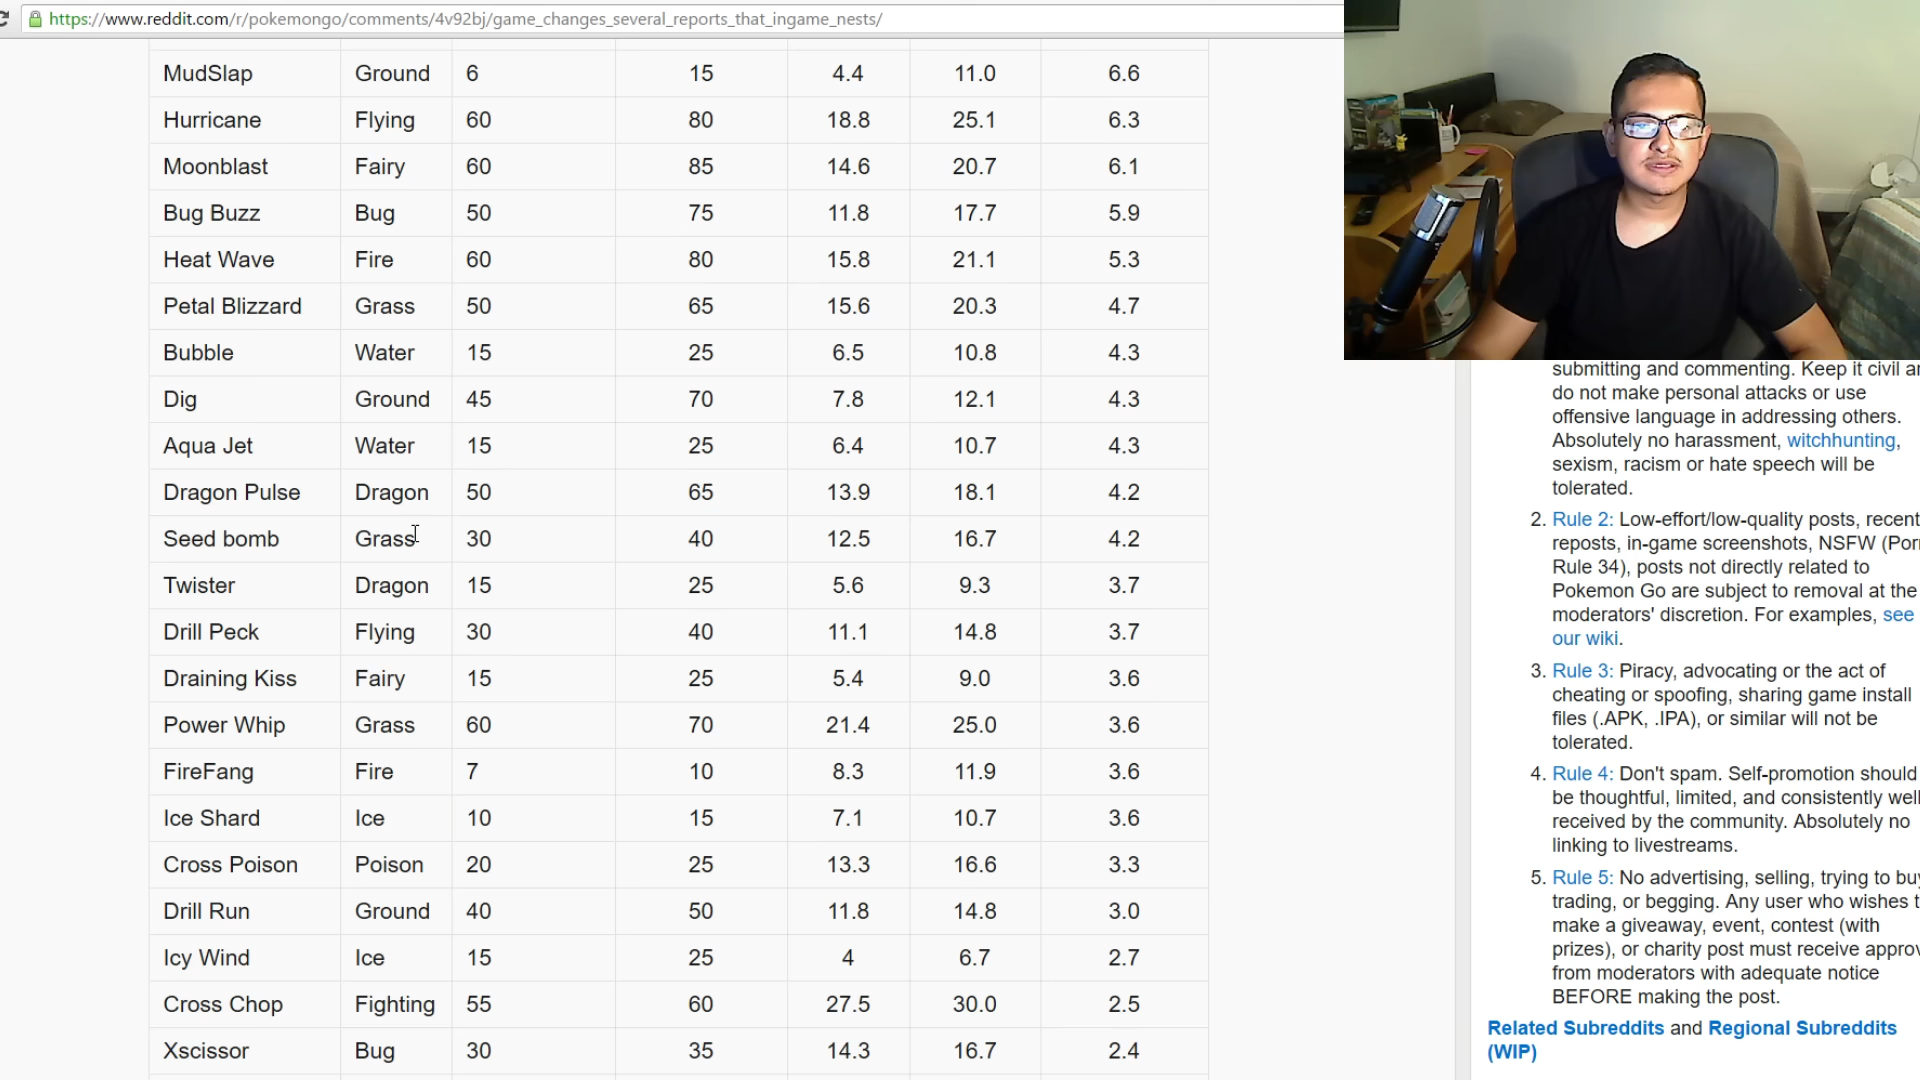 https://www.reddit.com/r/pokemongo/comments/4v92bj/game_changes_several_reports_that_ingame_nests/
MudSlap Ground 6 15 4.4 11.0 6.6
Hurricane Flying 60 80 18.8 25.1 6.3
Moonblast Fairy 60 85 14.6 20.7 6.1
Bug Buzz Bug 50 75 11.8 17.7 5.9
Heat Wave Fire 60 80 15.8 21.1 5.3
Petal Blizzard Grass 50 65 15.6 20.3 4.7
Bubble Water 15 25 6.5 10.8 4.3
Dig Ground 45 70 7.8 12.1 4.3
Aqua Jet Water 15 25 6.4 10.7 4.3
Dragon Pulse Dragon 50 65 13.9 18.1 4.2
Seed bomb Grass 30 40 12.5 16.7 4.2
Twister Dragon 15 25 5.6 9.3 3.7
Drill Peck Flying 30 40 11.1 14.8 3.7
Draining Kiss Fairy 15 25 5.4 9.0 3.6
Power Whip Grass 60 70 21.4 25.0 3.6
FireFang Fire 7 10 8.3 11.9 3.6
Ice Shard Ice 10 15 7.1 10.7 3.6
Cross Poison Poison 20 25 13.3 16.6 3.3
Drill Run Ground 40 50 11.8 14.8 3.0
Icy Wind Ice 15 25 4 6.7 2.7
Cross Chop Fighting 55 60 27.5 30.0 2.5
Xscissor Bug 30 35 14.3 16.7 2.4
submitting and commenting. Keep it civil a
do not make personal attacks or use
offensive language in addressing others.
Absolutely no harassment, witchhunting,
sexism, racism or hate speech will be
tolerated.
2. Rule 2: Low-effort/low-quality posts, recent
reposts, in-game screenshots, NSFW (Por
Rule 34), posts not directly related to
Pokemon Go are subject to removal at the
moderators' discretion. For examples, see
our wiki.
3. Rule 3: Piracy, advocating or the act of
cheating or spoofing, sharing game install
files (.APK, .IPA), or similar will not be
tolerated.
4. Rule 4: Don't spam. Self-promotion should
be thoughtful, limited, and consistently well
received by the community. Absolutely no
linking to livestreams.
5. Rule 5: No advertising, selling, trying to buy
trading, or begging. Any user who wishes t
make a giveaway, event, contest (with
prizes), or charity post must receive approv
from moderators with adequate notice
BEFORE making the post.
Related Subreddits and Regional Subreddits
(WIP)